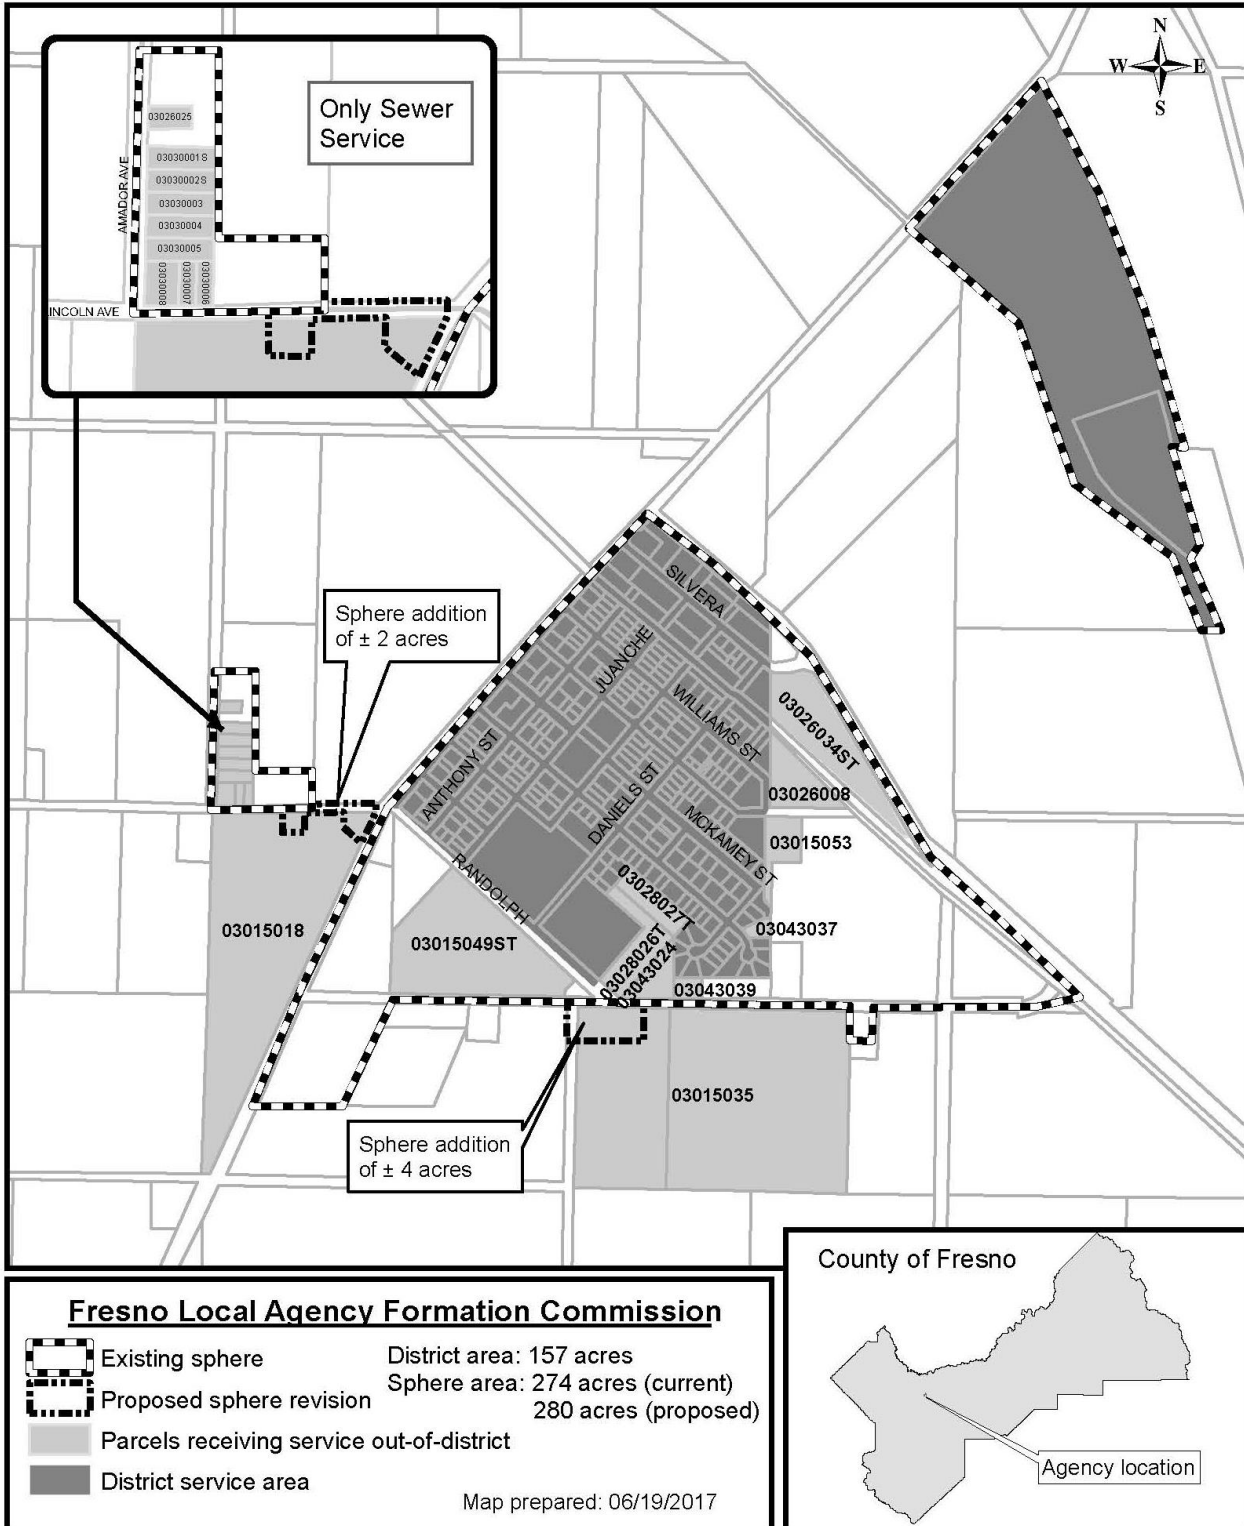 N
W E
S
Only Sewer
Service
03026025
03030001S
03030002S
03030003
03030004
03030005
03030008
03030007
03030006
AMADOR AVE
INCOLN AVE
Sphere addition
of ± 2 acres
SILVERA
JUANCHE
WILLIAMS ST
03026034ST
ANTHONY ST
DANIELS ST
03026008
MCKAMEY ST
03015053
RANDOLPH
03028027T
03015018
03015049ST
03028026T
03043024
03043037
03043039
03015035
Sphere addition
of ± 4 acres
County of Fresno
Agency location
Fresno Local Agency Formation Commission
Existing sphere
Proposed sphere revision
Parcels receiving service out-of-district
District service area
District area: 157 acres
Sphere area: 274 acres (current)
280 acres (proposed)
Map prepared: 06/19/2017